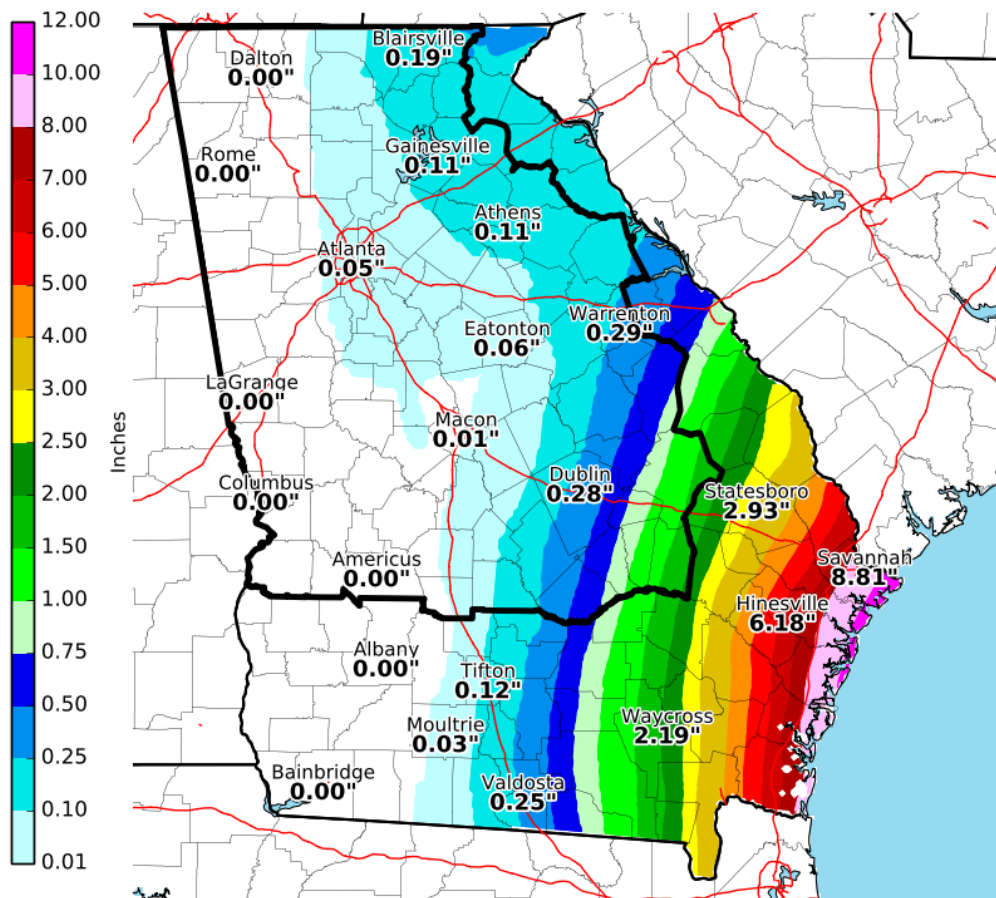 12.00
10.00
8.00
7.00
6.00
5.00
4.00
3.00
2.50
2.00
1.50
1.00
0.75
0.50
0.25
0.10
0.01
Inches
Blairsville
0.19"
Dalton
0.00"
Gainesville
0.11"
Rome
0.00"
Athens
0.11"
Atlanta
0.05"
Warrenton
0.29"
Eatonton
0.06"
LaGrange
0.00"
Macon
0.01"
Dublin
0.28"
Columbus
0.00"
Statesboro
2.93"
Savannah
8.81"
Americus
0.00"
Hinesville
6.18"
Albany
0.00"
Tifton
0.12"
Moultrie
0.03"
Waycross
2.19"
Bainbridge
0.00"
Valdosta
0.25"